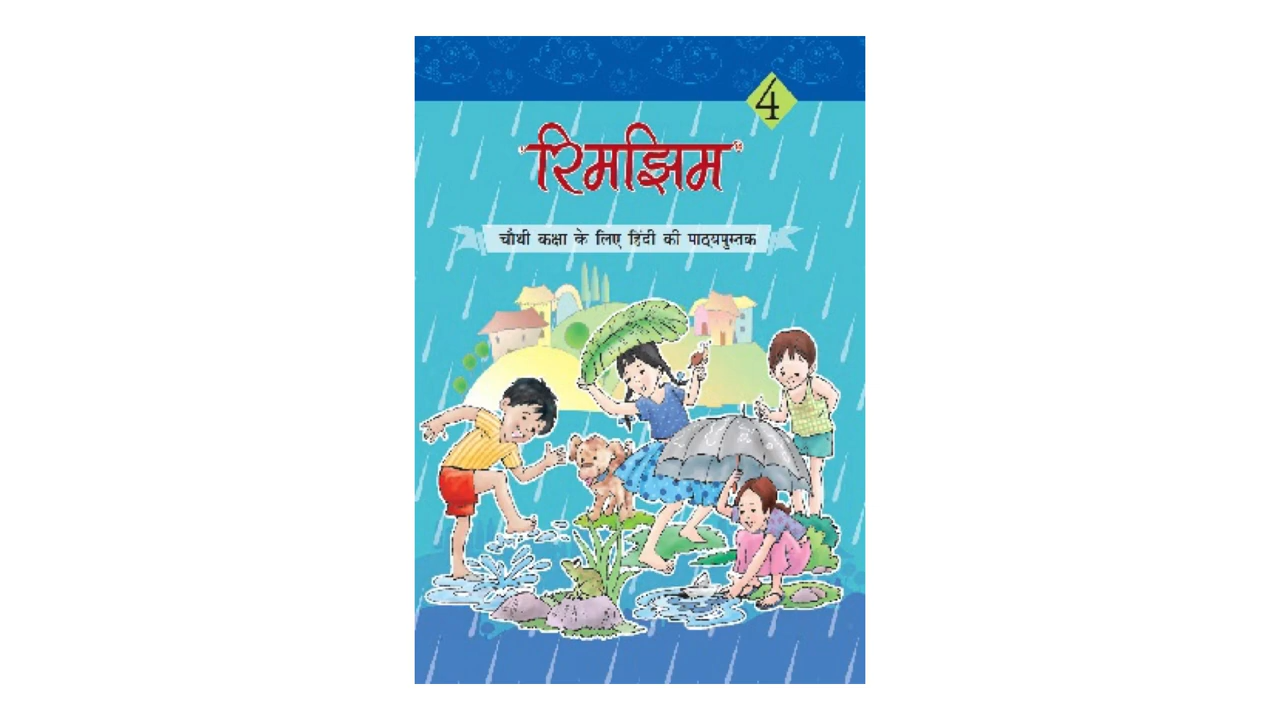 4
रिमझिम
चौथी कक्षा के लिए हिंदी की पाठ्यपुस्तक